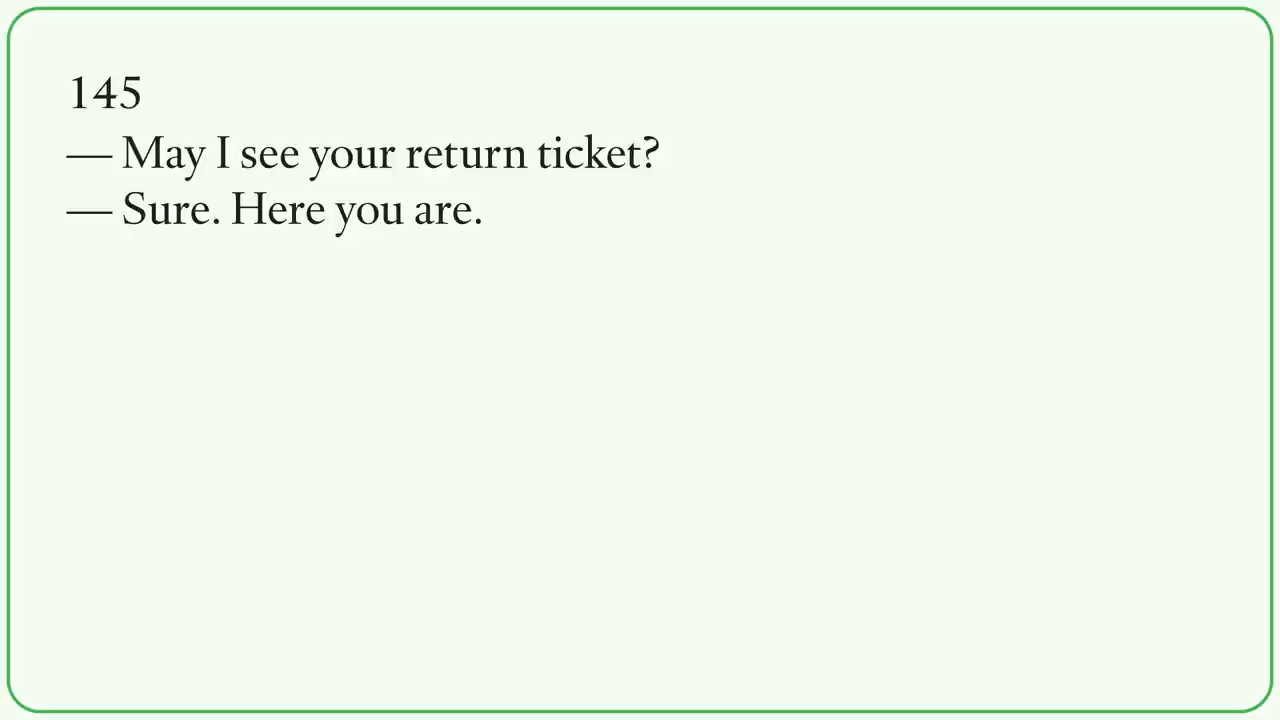 145
— May I see your return ticket?
— Sure. Here you are.